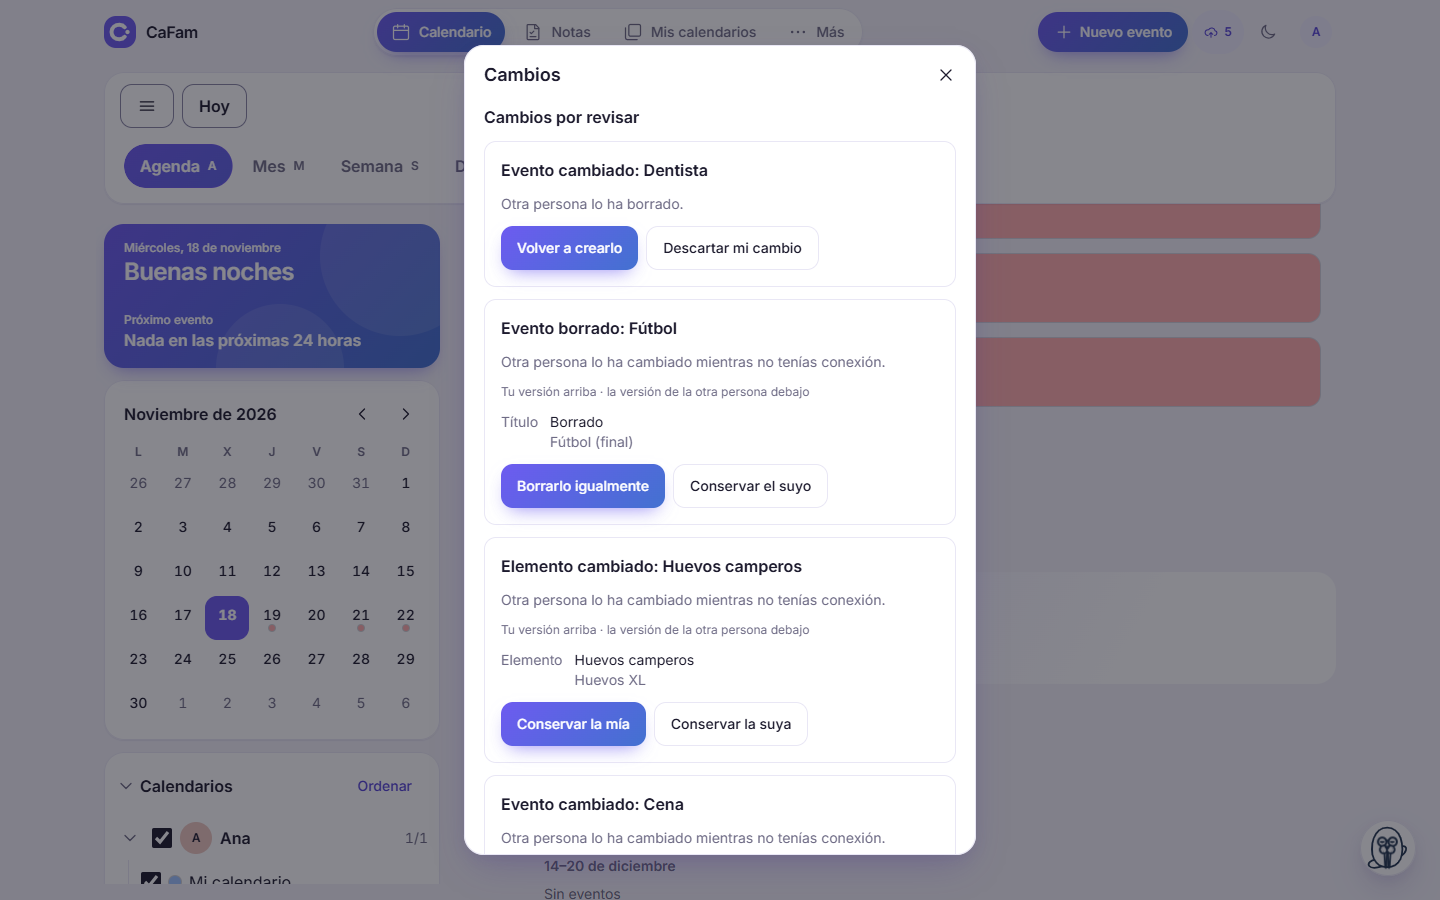 CaFam
Calendario
Notas
Mis calendarios
Más
Nuevo evento
5
A
Hoy
Agenda A
Mes M
Semana S
D
Miércoles, 18 de noviembre
Buenas noches
Próximo evento
Nada en las próximas 24 horas
Noviembre de 2026
L M X J V S D
26 27 28 29 30 31 1
2 3 4 5 6 7 8
9 10 11 12 13 14 15
16 17 18 19 20 21 22
23 24 25 26 27 28 29
30 1 2 3 4 5 6
Calendarios
Ordenar
A Ana 1/1
Mi calendario
Cambios
Cambios por revisar
Evento cambiado: Dentista
Otra persona lo ha borrado.
Volver a crearlo
Descartar mi cambio
Evento borrado: Fútbol
Otra persona lo ha cambiado mientras no tenías conexión.
Tu versión arriba · la versión de la otra persona debajo
Título Borrado
Fútbol (final)
Borrarlo igualmente
Conservar el suyo
Elemento cambiado: Huevos camperos
Otra persona lo ha cambiado mientras no tenías conexión.
Tu versión arriba · la versión de la otra persona debajo
Elemento Huevos camperos
Huevos XL
Conservar la mía
Conservar la suya
Evento cambiado: Cena
Otra persona lo ha cambiado mientras no tenías conexión.
14–20 de diciembre
Sin eventos